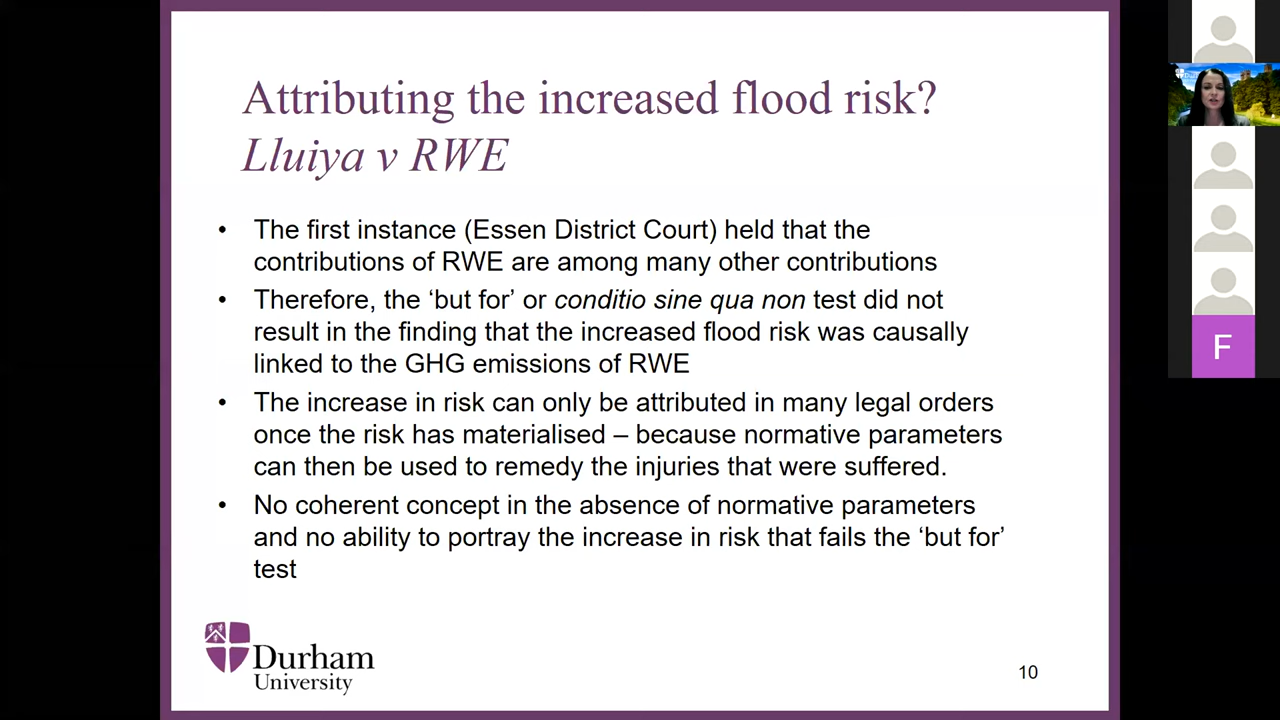 Attributing the increased flood risk?
Lluiya v RWE
• The first instance (Essen District Court) held that the
contributions of RWE are among many other contributions
• Therefore, the ‘but for’ or conditio sine qua non test did not
result in the finding that the increased flood risk was causally
linked to the GHG emissions of RWE
• The increase in risk can only be attributed in many legal orders
once the risk has materialised – because normative parameters
can then be used to remedy the injuries that were suffered.
• No coherent concept in the absence of normative parameters
and no ability to portray the increase in risk that fails the ‘but for’
test
Durham
University
10
F